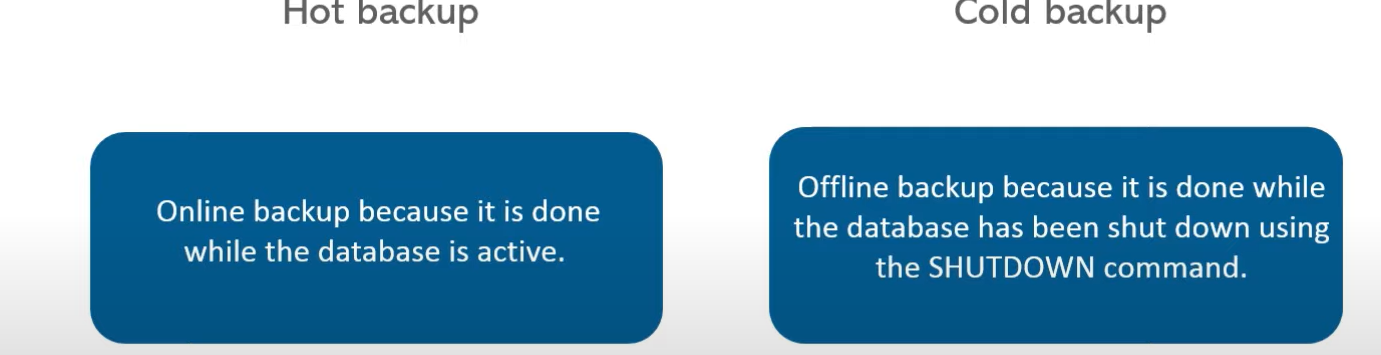 Hot backup
Cold backup
Online backup because it is done
while the database is active.
Offline backup because it is done while
the database has been shut down using
the SHUTDOWN command.